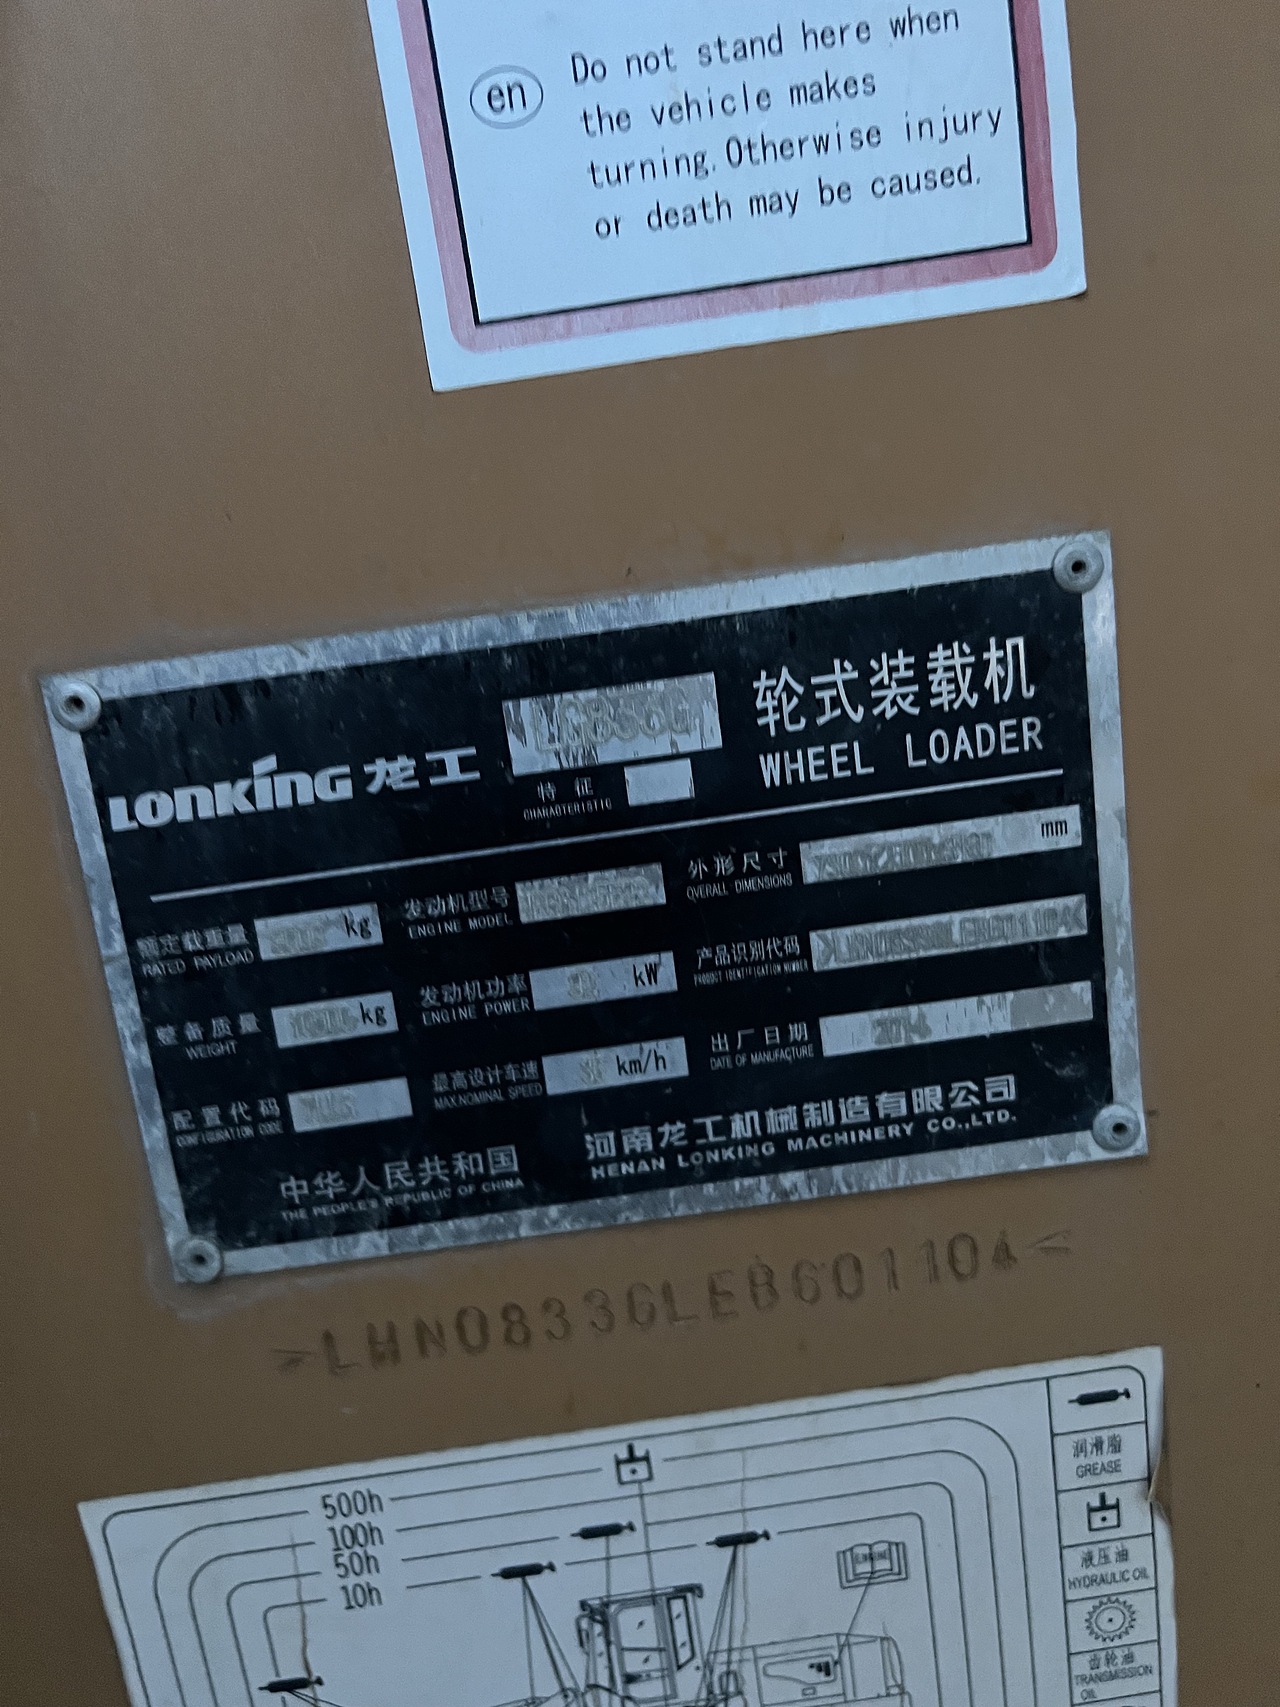 en
Do not stand here when
the vehicle makes
turning. Otherwise injury
or death may be caused.
LONKING 龙工
轮式装载机
WHEEL LOADER
特征
CHARACTERISTIC
额定载重量 kg
RATED PAYLOAD
发动机型号
ENGINE MODEL
外形尺寸 mm
OVERALL DIMENSIONS
整备质量 kg
WEIGHT
发动机功率 kW
ENGINE POWER
产品识别代码
PRODUCT IDENTIFICATION NUMBER
配置代码
CONFIGURATION CODE
最高设计车速 km/h
MAX.NOMINAL SPEED
出厂日期 2014
DATE OF MANUFACTURE
中华人民共和国
THE PEOPLE'S REPUBLIC OF CHINA
河南龙工机械制造有限公司
HENAN LONKING MACHINERY CO.,LTD.
500h
100h
50h
10h
润滑脂
GREASE
液压油
HYDRAULIC OIL
齿轮油
TRANSMISSION
OIL